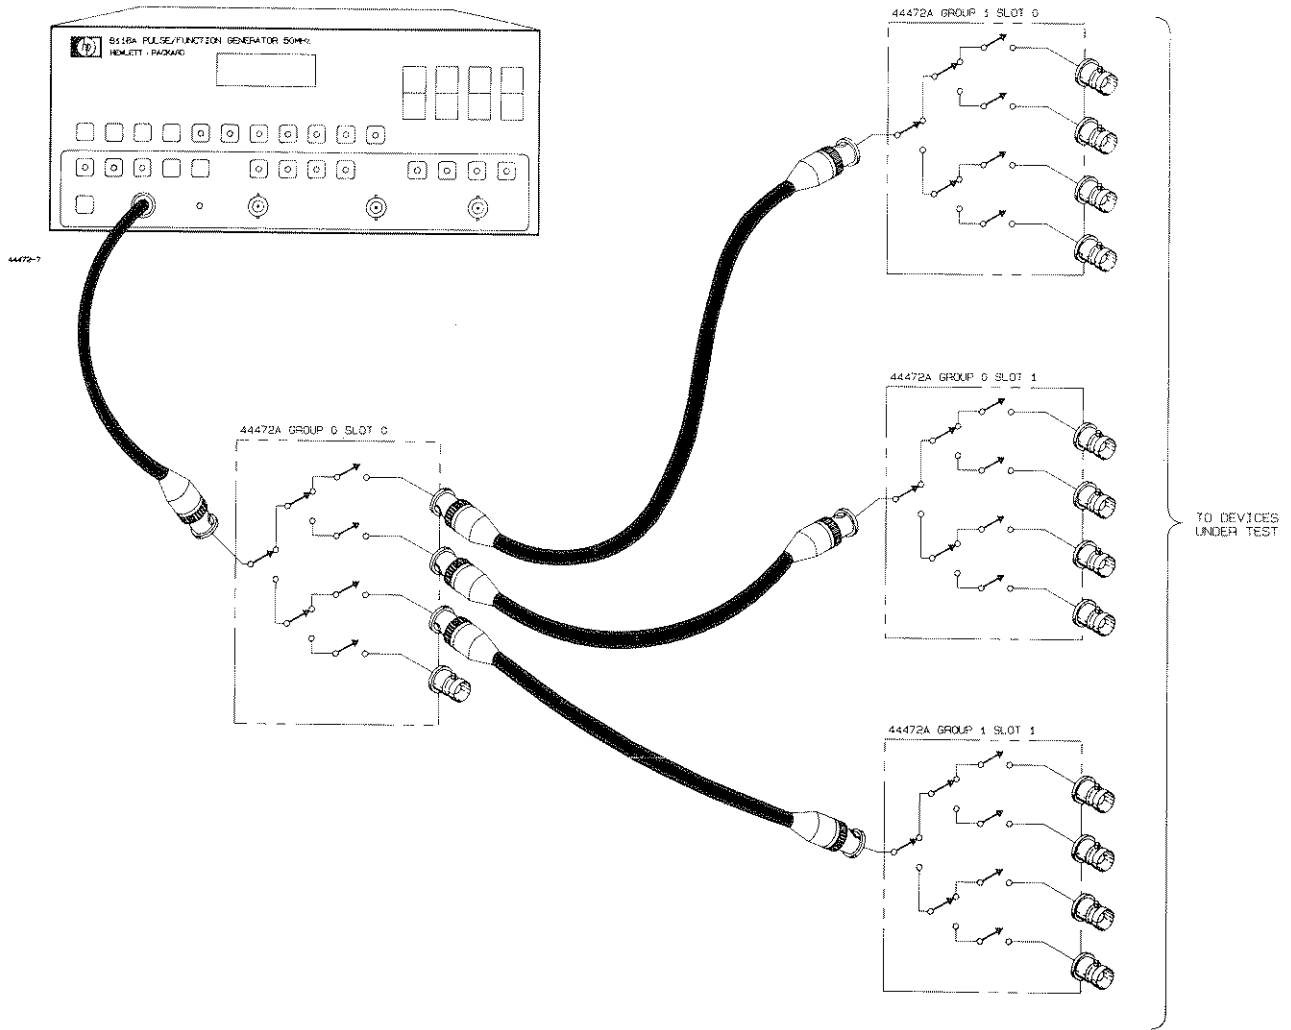 8116A PULSE/FUNCTION GENERATOR 50MHz
HEWLETT · PACKARD
hp
44472-7
44472A GROUP 1 SLOT 0
44472A GROUP 0 SLOT 1
44472A GROUP 0 SLOT 0
TO DEVICES
UNDER TEST
44472A GROUP 1 SLOT 1